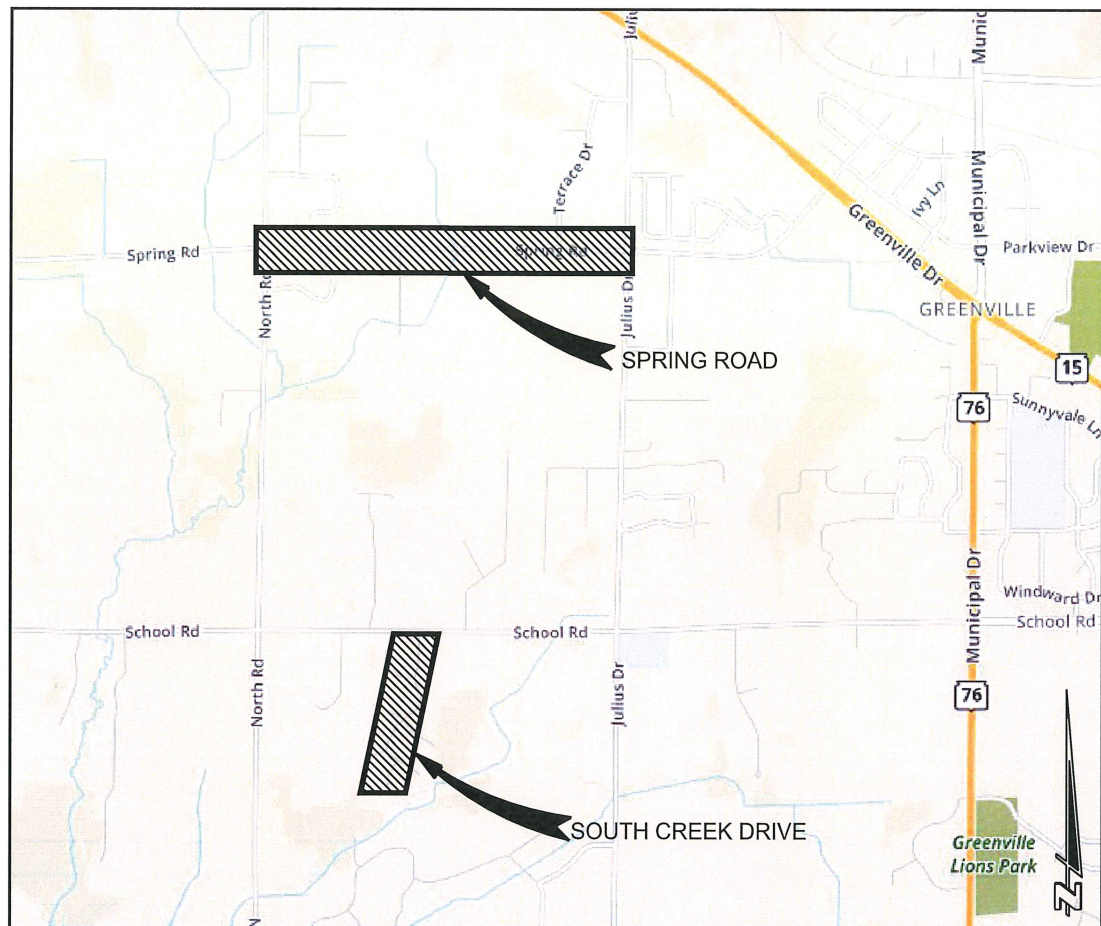 Julius
Munic
Terrace Dr
Municipal Dr
Ivy Ln
Greenville Dr
Spring Rd
Spring Rd
Parkview Dr
North Rd
Julius Dr
GREENVILLE
SPRING ROAD
15
76
Sunnyvale Ln
Municipal Dr
Windward Dr
School Rd
School Rd
School Rd
North Rd
Julius Dr
76
SOUTH CREEK DRIVE
Greenville
Lions Park
N
N